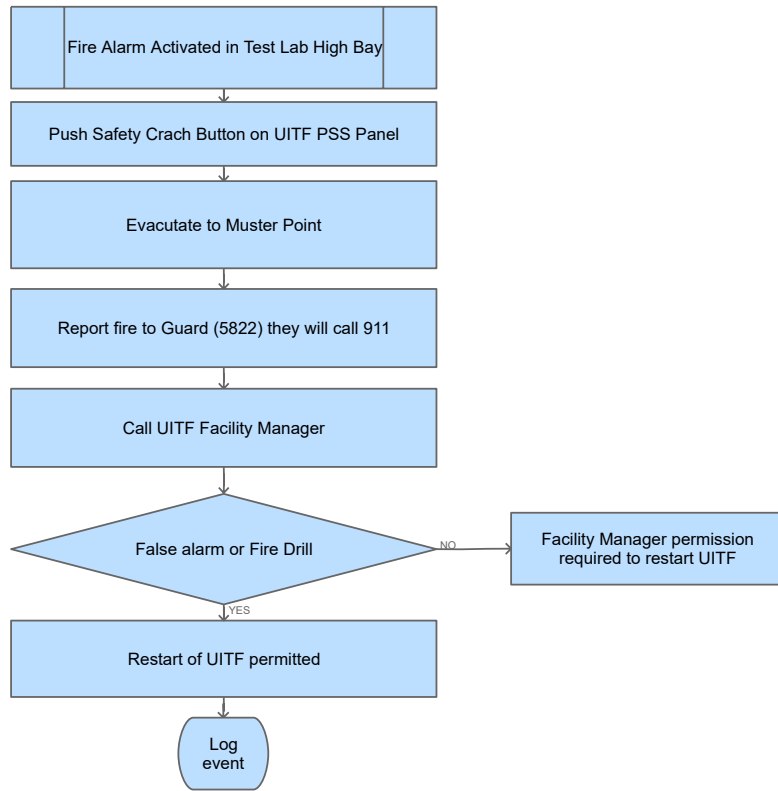 Fire Alarm Activated in Test Lab High Bay
Push Safety Crach Button on UITF PSS Panel
Evacutate to Muster Point
Report fire to Guard (5822) they will call 911
Call UITF Facility Manager
False alarm or Fire Drill
NO
Facility Manager permission
required to restart UITF
YES
Restart of UITF permitted
Log
event